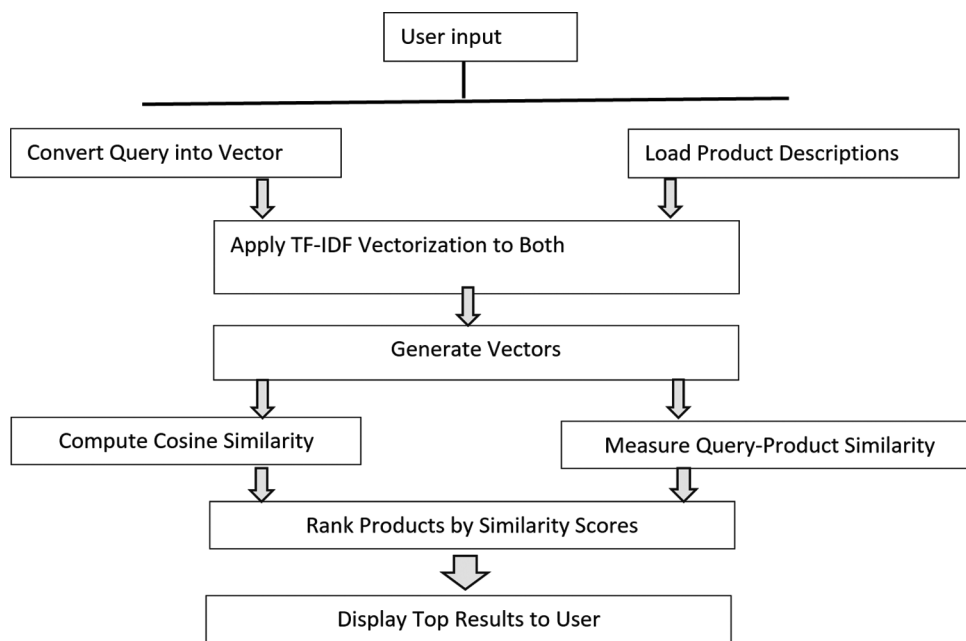 User input
Convert Query into Vector
Load Product Descriptions
Apply TF-IDF Vectorization to Both
Generate Vectors
Compute Cosine Similarity
Measure Query-Product Similarity
Rank Products by Similarity Scores
Display Top Results to User